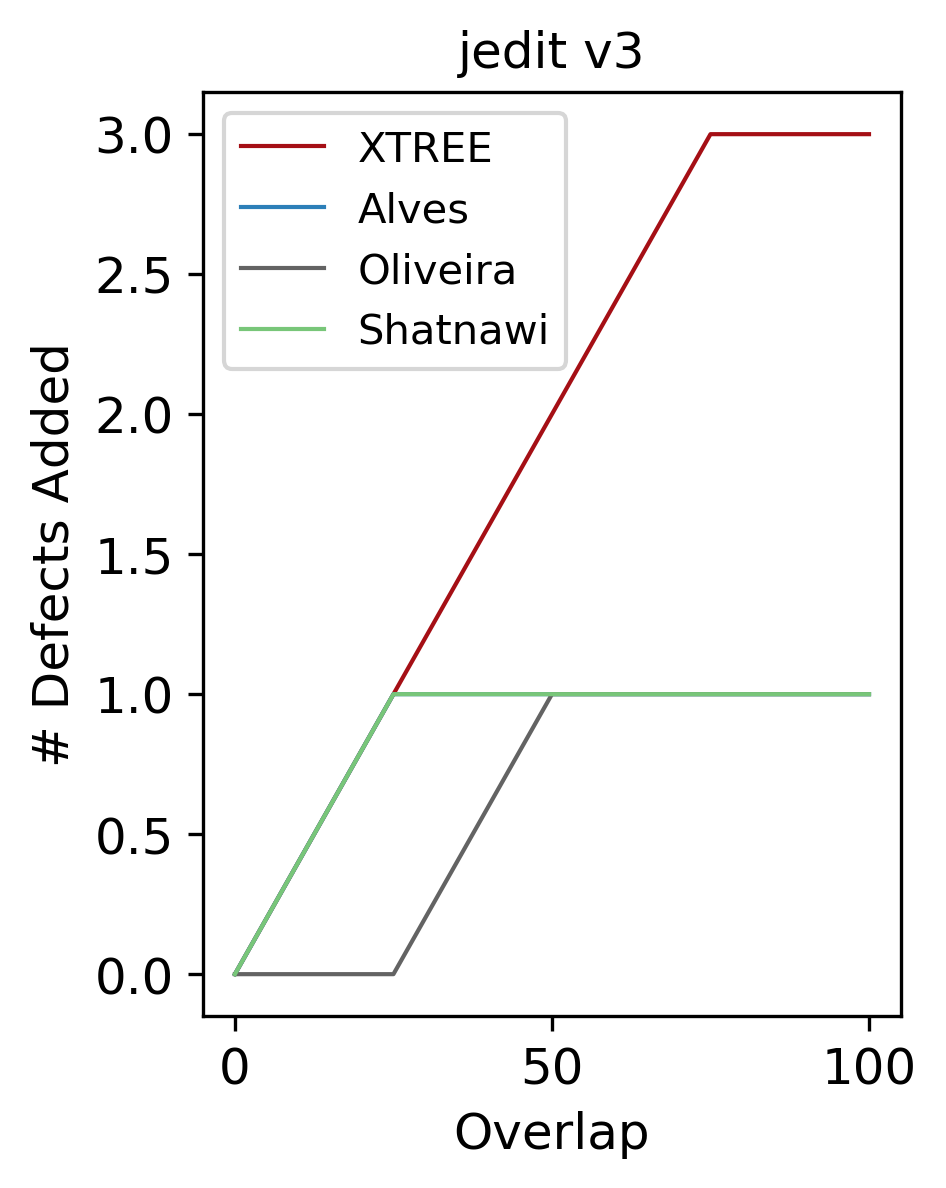 jedit v3
XTREE
Alves
Oliveira
Shatnawi
# Defects Added
3.0
2.5
2.0
1.5
1.0
0.5
0.0
0 50 100
Overlap